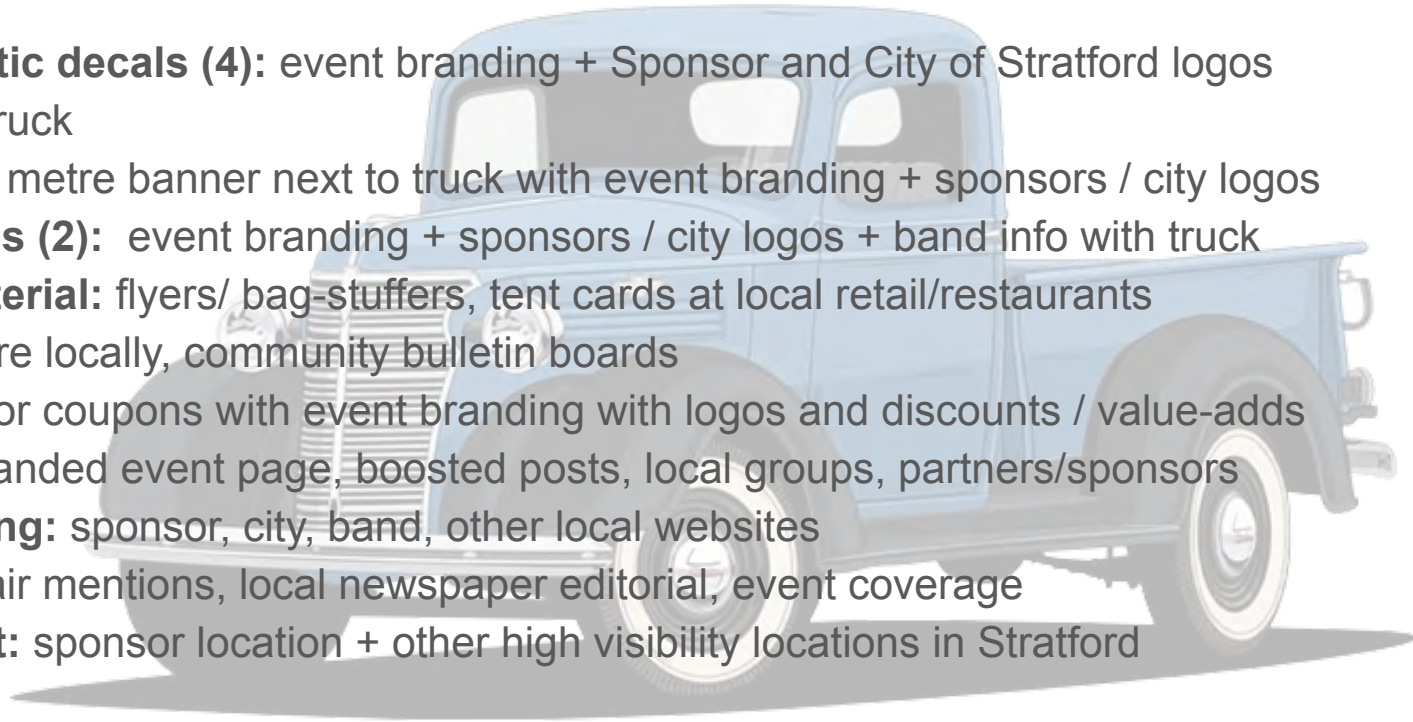 tic decals (4): event branding + Sponsor and City of Stratford logos
ruck
metre banner next to truck with event branding + sponsors / city logos
s (2):  event branding + sponsors / city logos + band info with truck
terial: flyers/ bag-stuffers, tent cards at local retail/restaurants
re locally, community bulletin boards
or coupons with event branding with logos and discounts / value-adds
anded event page, boosted posts, local groups, partners/sponsors
ng: sponsor, city, band, other local websites
air mentions, local newspaper editorial, event coverage
t: sponsor location + other high visibility locations in Stratford